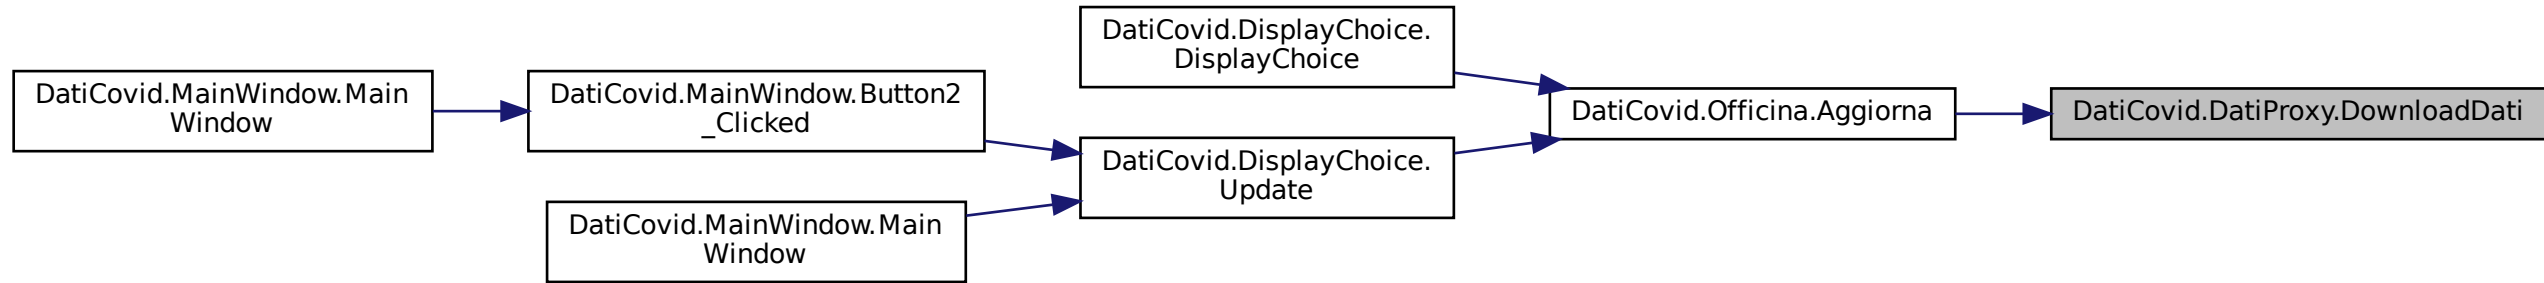 DatiCovid.MainWindow.Main
Window
DatiCovid.MainWindow.Button2
_Clicked
DatiCovid.MainWindow.Main
Window
DatiCovid.DisplayChoice.
DisplayChoice
DatiCovid.DisplayChoice.
Update
DatiCovid.Officina.Aggiorna
DatiCovid.DatiProxy.DownloadDati